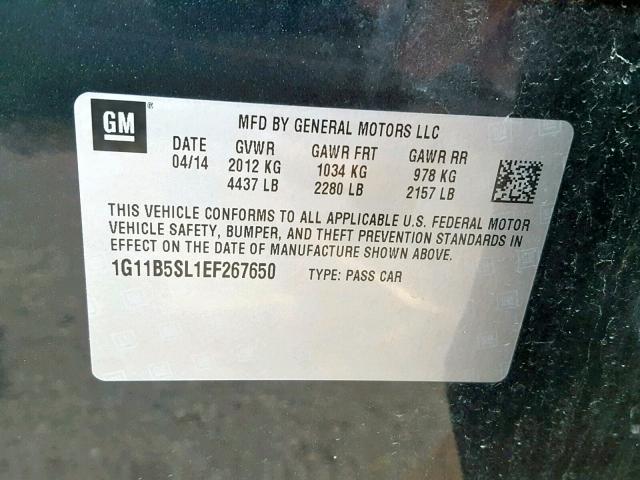 GM ®
MFD BY GENERAL MOTORS LLC
DATE GVWR GAWR FRT GAWR RR
04/14 2012 KG 1034 KG 978 KG
4437 LB 2280 LB 2157 LB
THIS VEHICLE CONFORMS TO ALL APPLICABLE U.S. FEDERAL MOTOR
VEHICLE SAFETY, BUMPER, AND THEFT PREVENTION STANDARDS IN
EFFECT ON THE DATE OF MANUFACTURE SHOWN ABOVE.
1G11B5SL1EF267650 TYPE: PASS CAR